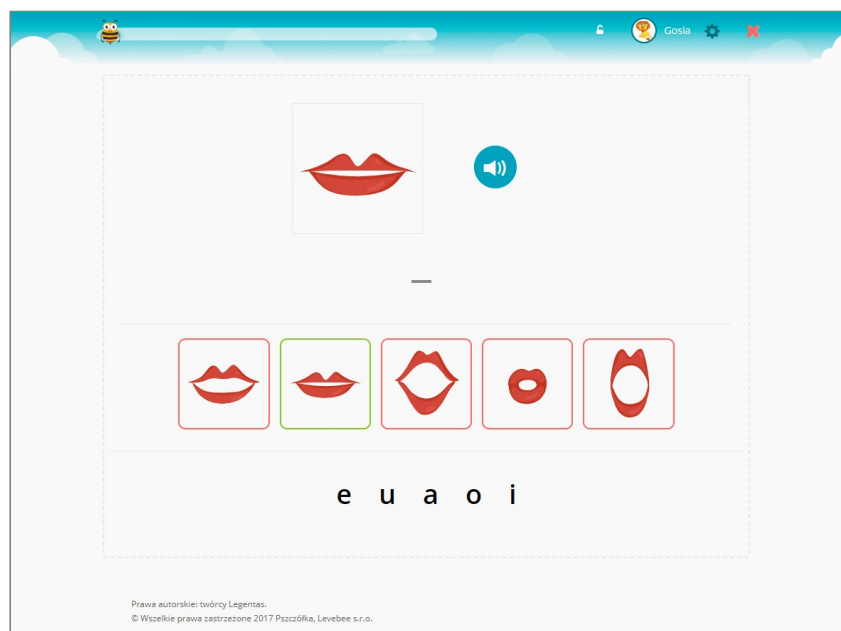 Gosia
e u a o i
Prawa autorskie: twórcy Legentas.
© Wszelkie prawa zastrzeżone 2017 Pszczółka, Levebee s.r.o.